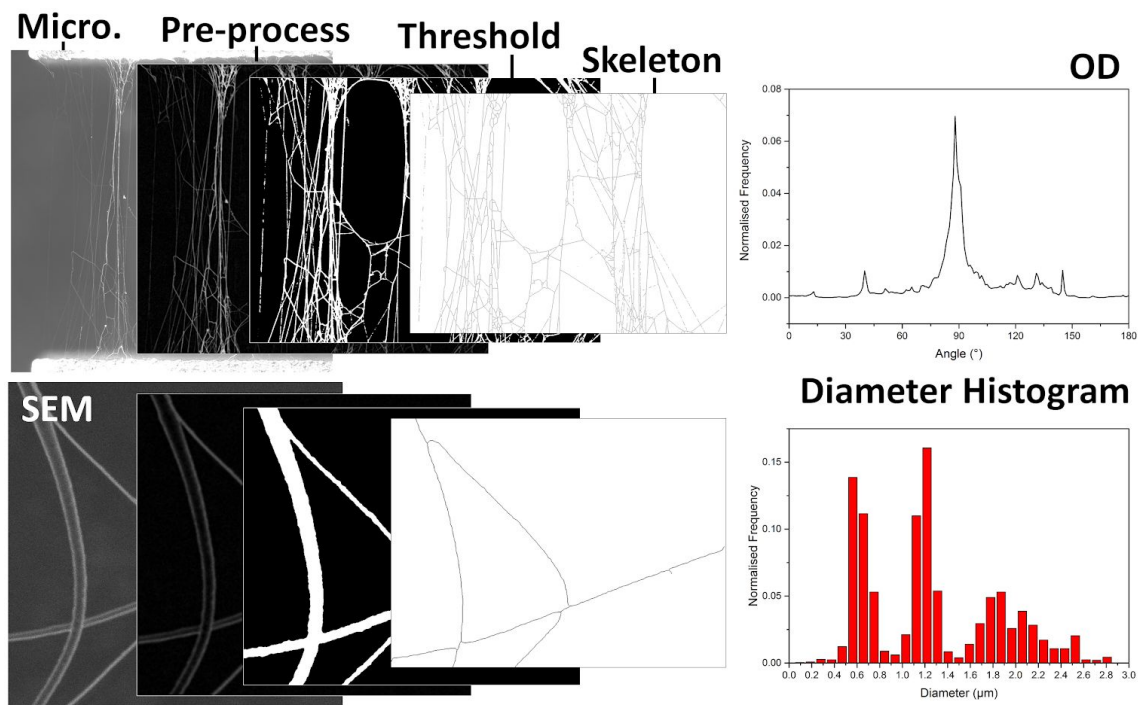 Micro.
Pre-process
Threshold
Skeleton
OD
0.08
0.06
0.04
0.02
0.00
Normalised Frequency
0 30 60 90 120 150 180
Angle (°)
SEM
Diameter Histogram
0.15
0.10
0.05
0.00
Normalised Frequency
0.0 0.2 0.4 0.6 0.8 1.0 1.2 1.4 1.6 1.8 2.0 2.2 2.4 2.6 2.8 3.0
Diameter (μm)